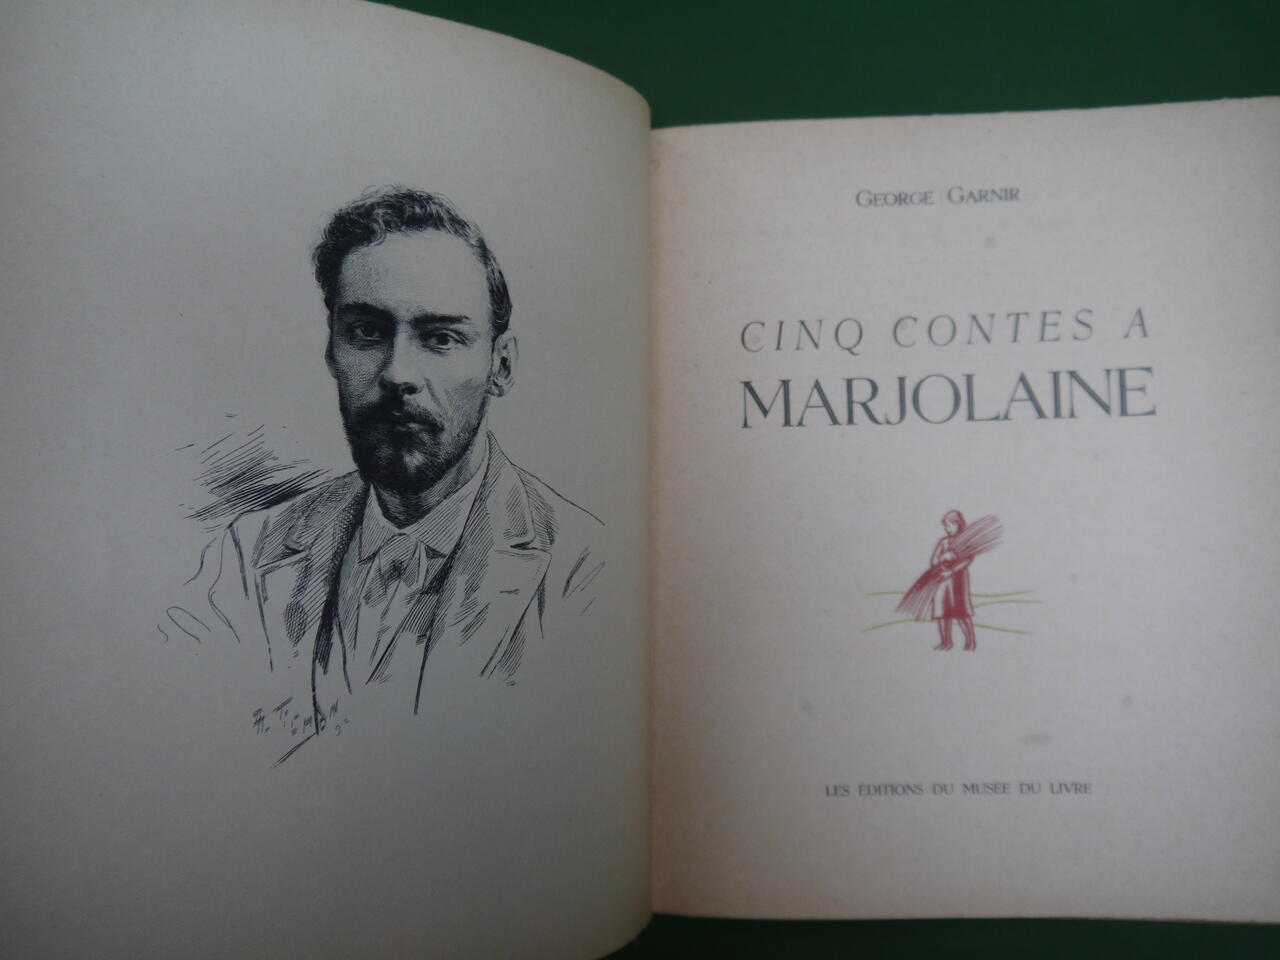 GEORGE GARNIR
CINQ CONTES A
MARJOLAINE
LES ÉDITIONS DU MUSÉE DU LIVRE